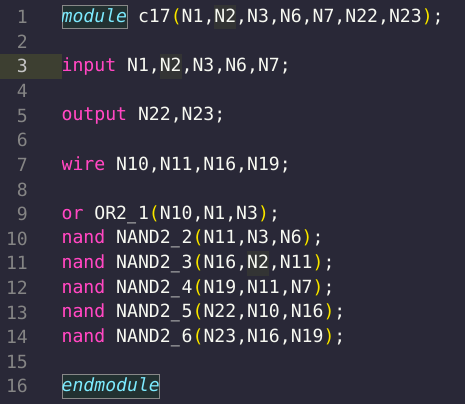 1 module c17(N1,N2,N3,N6,N7,N22,N23);
2
3 input N1,N2,N3,N6,N7;
4
5 output N22,N23;
6
7 wire N10,N11,N16,N19;
8
9 or OR2_1(N10,N1,N3);
10 nand NAND2_2(N11,N3,N6);
11 nand NAND2_3(N16,N2,N11);
12 nand NAND2_4(N19,N11,N7);
13 nand NAND2_5(N22,N10,N16);
14 nand NAND2_6(N23,N16,N19);
15
16 endmodule